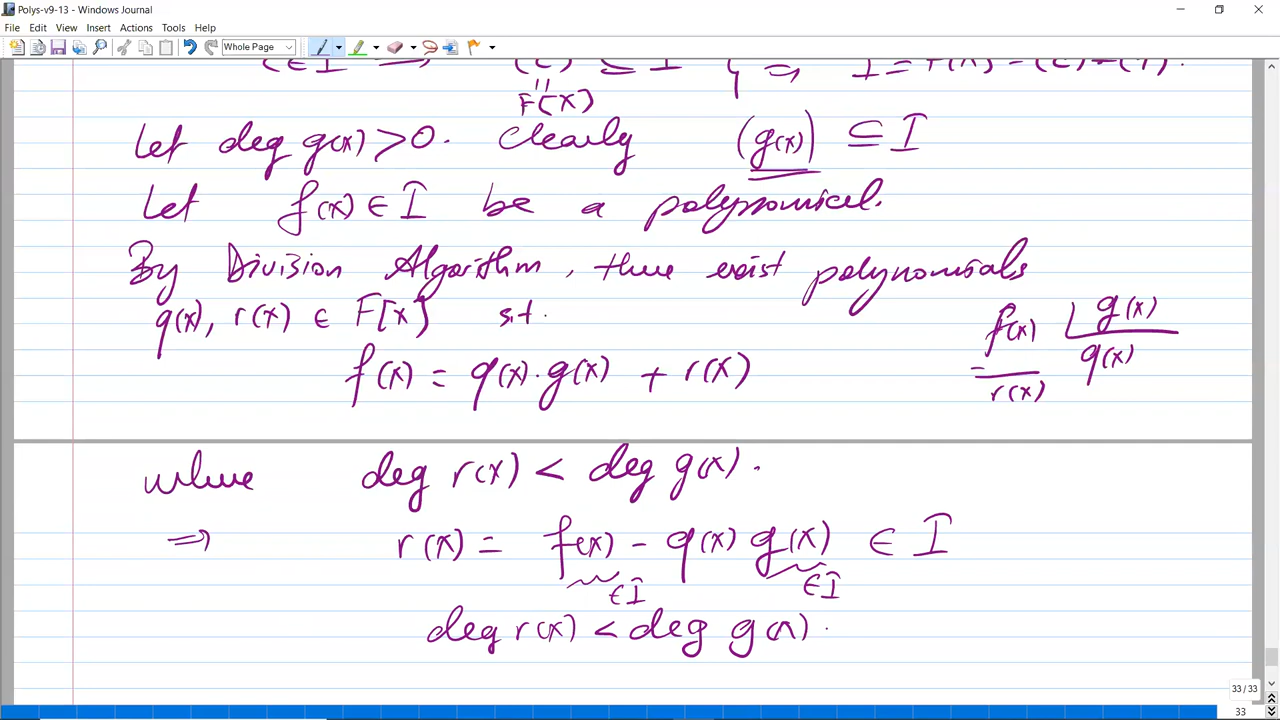 Polys-v9-13 - Windows Journal
File Edit View Insert Actions Tools Help
Whole Page
F[X]
Let deg g(x) > 0. Clearly (g(x)) ⊆ I
Let f(x) ∈ I be a polynomial.
By Division Algorithm, there exist polynomials
q(x), r(x) ∈ F[X] s.t.
f(x) g(x)
q(x)
= r(x)
f(x) = q(x)·g(x) + r(x)
where deg r(x) < deg g(x).
⇒ r(x) = f(x) - q(x) g(x) ∈ I
∈I ∈I
deg r(x) < deg g(x).
33 / 33
33